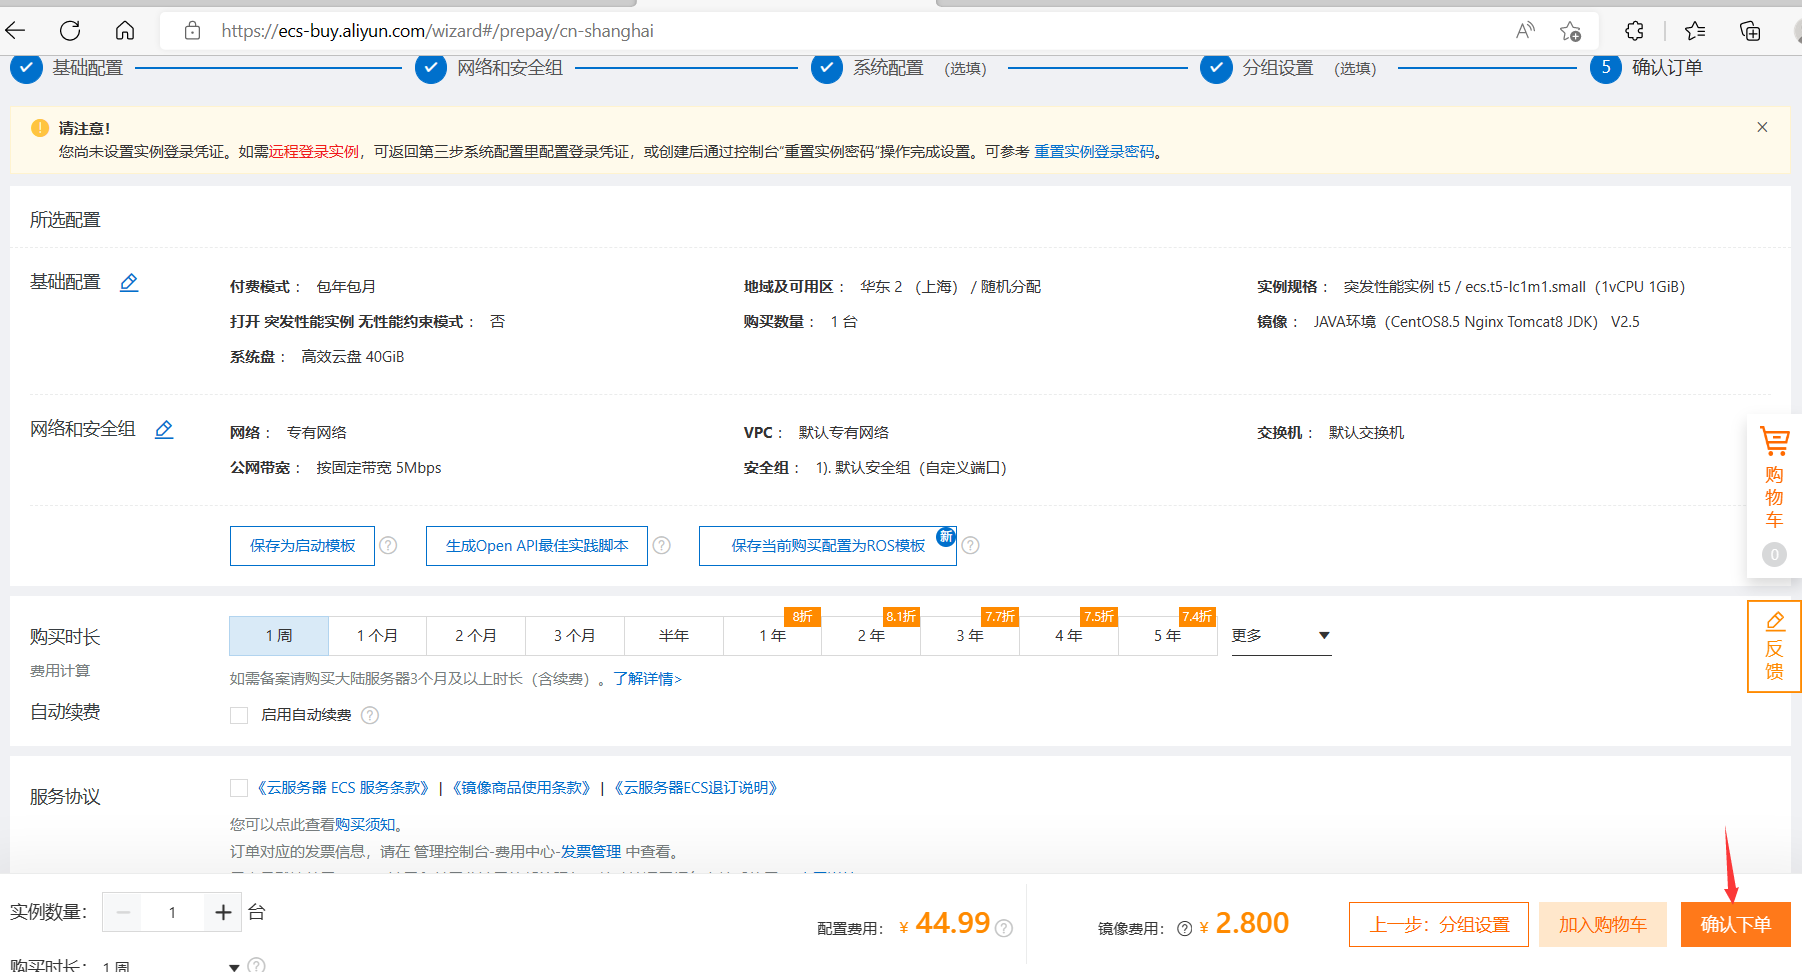 https://ecs-buy.aliyun.com/wizard#/prepay/cn-shanghai
基础配置 网络和安全组 系统配置 (选填) 分组设置 (选填) 5 确认订单
请注意!
您尚未设置实例登录凭证。如需远程登录实例，可返回第三步系统配置里配置登录凭证，或创建后通过控制台"重置实例密码"操作完成设置。可参考 重置实例登录密码。
所选配置
基础配置
付费模式： 包年包月 地域及可用区： 华东 2 （上海） / 随机分配 实例规格： 突发性能实例 t5 / ecs.t5-lc1m1.small（1vCPU 1GiB）
打开 突发性能实例 无性能约束模式： 否 购买数量： 1 台 镜像： JAVA环境（CentOS8.5 Nginx Tomcat8 JDK） V2.5
系统盘： 高效云盘 40GiB
网络和安全组
网络： 专有网络 VPC： 默认专有网络 交换机： 默认交换机
公网带宽： 按固定带宽 5Mbps 安全组： 1). 默认安全组（自定义端口）
保存为启动模板 ? 生成Open API最佳实践脚本 ? 保存当前购买配置为ROS模板 新 ?
购物车
0
反馈
8折 8.1折 7.7折 7.5折 7.4折
购买时长 1 周 1 个月 2 个月 3 个月 半年 1 年 2 年 3 年 4 年 5 年 更多
费用计算 如需备案请购买大陆服务器3个月及以上时长（含续费）。了解详情>
自动续费 启用自动续费 ?
服务协议 《云服务器 ECS 服务条款》 | 《镜像商品使用条款》 | 《云服务器ECS退订说明》
您可以点此查看购买须知。
订单对应的发票信息，请在 管理控制台-费用中心-发票管理 中查看。
实例数量： − 1 + 台 配置费用： ¥ 44.99 ? 镜像费用： ? ¥ 2.800 上一步：分组设置 加入购物车 确认下单
购买时长： 1 周 ?